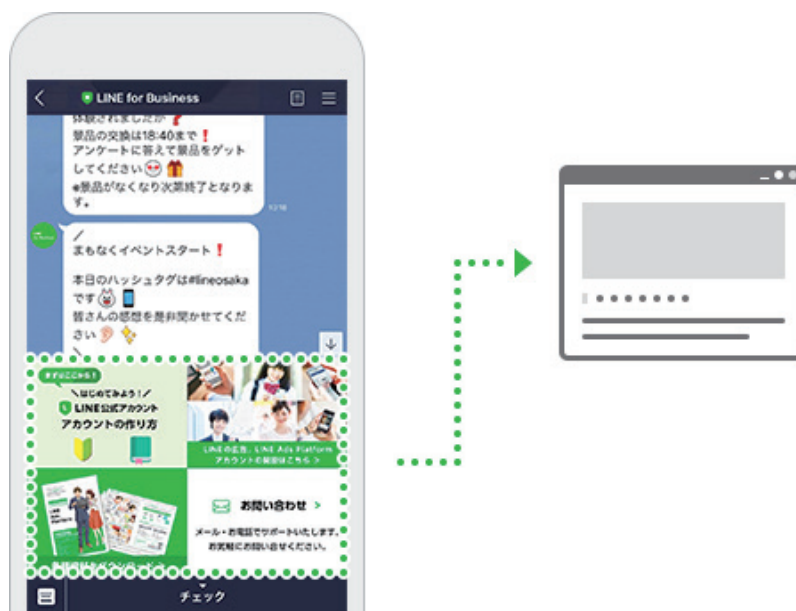 LINE for Business
体験されましたか❓
景品の交換は18:40まで❗
アンケートに答えて景品をゲット
してください
※景品がなくなり次第終了となりま
す。
/
まもなくイベントスタート❗
本日のハッシュタグは#lineosaka
です
皆さんの感想を是非聞かせてくだ
さい
\
まずはここから!
\はじめてみよう!/
LINE公式アカウント
アカウントの作り方
LINEの広告、LINE Ads Platform
アカウントの開設はこちら >
お問い合わせ >
メール・お電話でサポートいたします。
お気軽にお問い合せください。
チェック